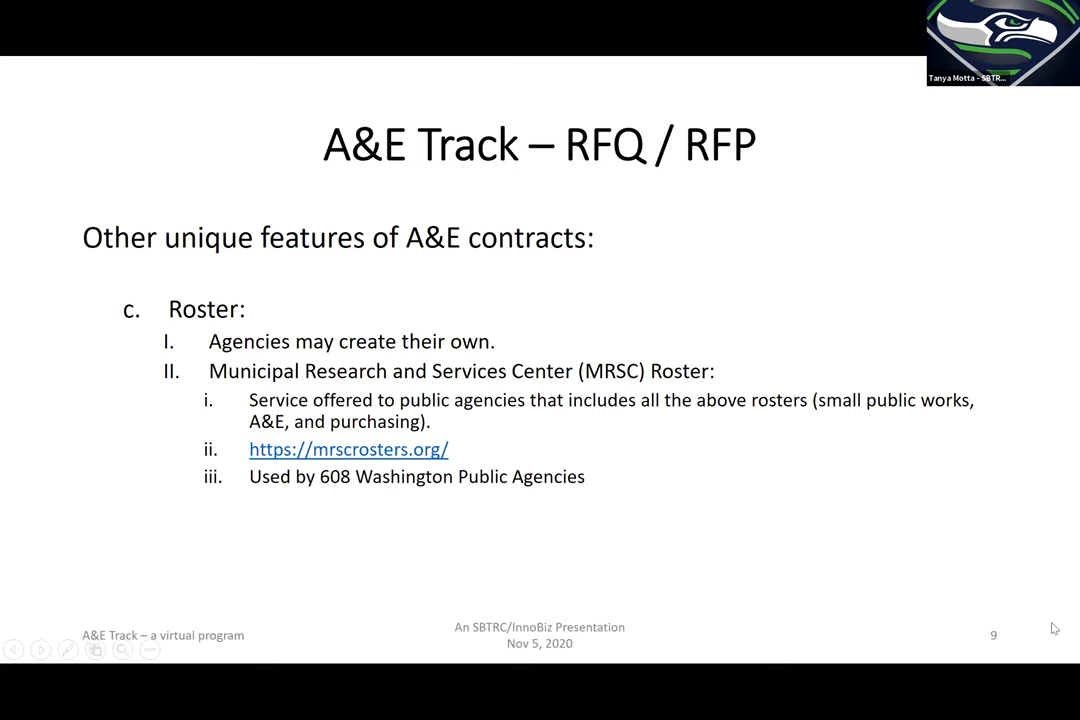 Tanya Motta - SBTR...
A&E Track – RFQ / RFP
Other unique features of A&E contracts:
c. Roster:
I. Agencies may create their own.
II. Municipal Research and Services Center (MRSC) Roster:
i. Service offered to public agencies that includes all the above rosters (small public works,
A&E, and purchasing).
ii. https://mrscrosters.org/
iii. Used by 608 Washington Public Agencies
A&E Track – a virtual program
An SBTRC/InnoBiz Presentation
Nov 5, 2020
9